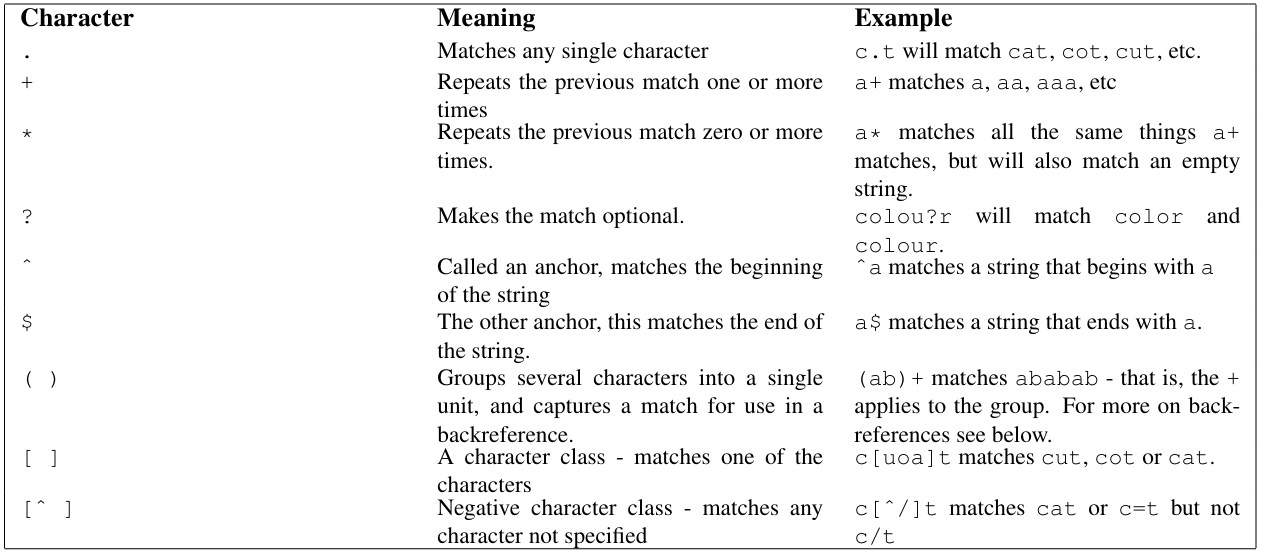 Character Meaning Example
. Matches any single character c.t will match cat, cot, cut, etc.
+ Repeats the previous match one or more a+ matches a, aa, aaa, etc
times
* Repeats the previous match zero or more a* matches all the same things a+
times. matches, but will also match an empty
string.
? Makes the match optional. colou?r will match color and
colour.
^ Called an anchor, matches the beginning ^a matches a string that begins with a
of the string
$ The other anchor, this matches the end of a$ matches a string that ends with a.
the string.
( ) Groups several characters into a single (ab)+ matches ababab - that is, the +
unit, and captures a match for use in a applies to the group. For more on back-
backreference. references see below.
[ ] A character class - matches one of the c[uoa]t matches cut, cot or cat.
characters
[^ ] Negative character class - matches any c[^/]t matches cat or c=t but not
character not specified c/t